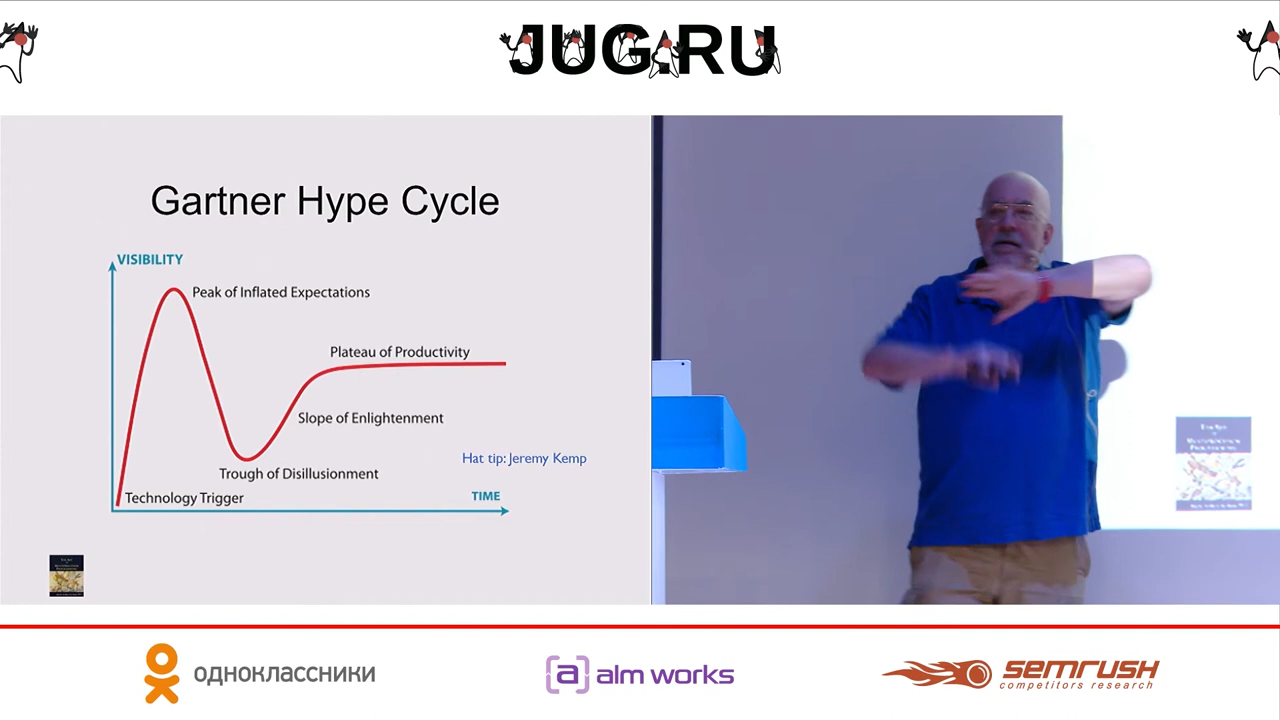 JUG.RU
Gartner Hype Cycle
VISIBILITY
Peak of Inflated Expectations
Plateau of Productivity
Slope of Enlightenment
Hat tip: Jeremy Kemp
Trough of Disillusionment
Technology Trigger
TIME
одноклассники
[a] alm works
semrush
competitors research